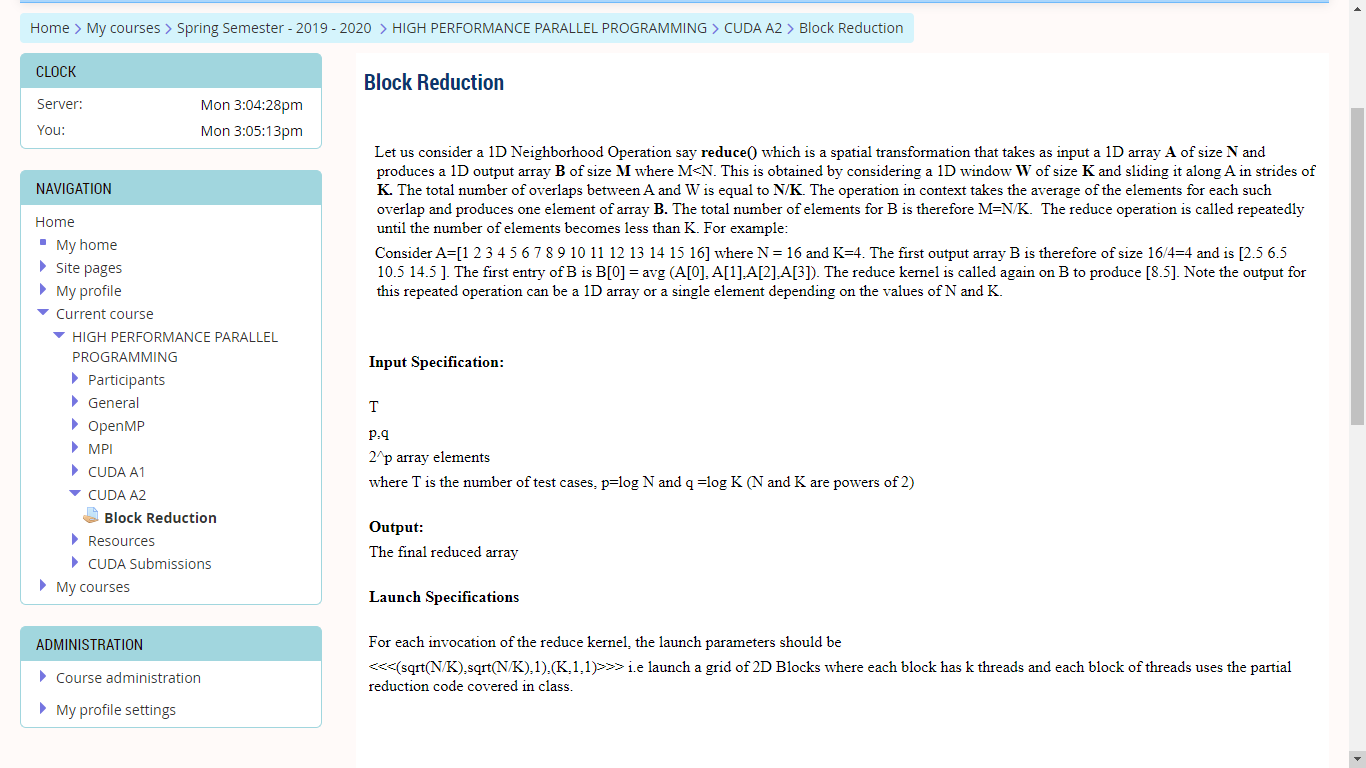 Home > My courses > Spring Semester - 2019 - 2020 > HIGH PERFORMANCE PARALLEL PROGRAMMING > CUDA A2 > Block Reduction
CLOCK
Server: Mon 3:04:28pm
You: Mon 3:05:13pm
NAVIGATION
Home
My home
Site pages
My profile
Current course
HIGH PERFORMANCE PARALLEL
PROGRAMMING
Participants
General
OpenMP
MPI
CUDA A1
CUDA A2
Block Reduction
Resources
CUDA Submissions
My courses
ADMINISTRATION
Course administration
My profile settings
Block Reduction
Let us consider a 1D Neighborhood Operation say reduce() which is a spatial transformation that takes as input a 1D array A of size N and
produces a 1D output array B of size M where M<N. This is obtained by considering a 1D window W of size K and sliding it along A in strides of
K. The total number of overlaps between A and W is equal to N/K. The operation in context takes the average of the elements for each such
overlap and produces one element of array B. The total number of elements for B is therefore M=N/K. The reduce operation is called repeatedly
until the number of elements becomes less than K. For example:
Consider A=[1 2 3 4 5 6 7 8 9 10 11 12 13 14 15 16] where N = 16 and K=4. The first output array B is therefore of size 16/4=4 and is [2.5 6.5
10.5 14.5 ]. The first entry of B is B[0] = avg (A[0], A[1],A[2],A[3]). The reduce kernel is called again on B to produce [8.5]. Note the output for
this repeated operation can be a 1D array or a single element depending on the values of N and K.
Input Specification:
T
p,q
2^p array elements
where T is the number of test cases, p=log N and q =log K (N and K are powers of 2)
Output:
The final reduced array
Launch Specifications
For each invocation of the reduce kernel, the launch parameters should be
<<<(sqrt(N/K),sqrt(N/K),1),(K,1,1)>>> i.e launch a grid of 2D Blocks where each block has k threads and each block of threads uses the partial
reduction code covered in class.